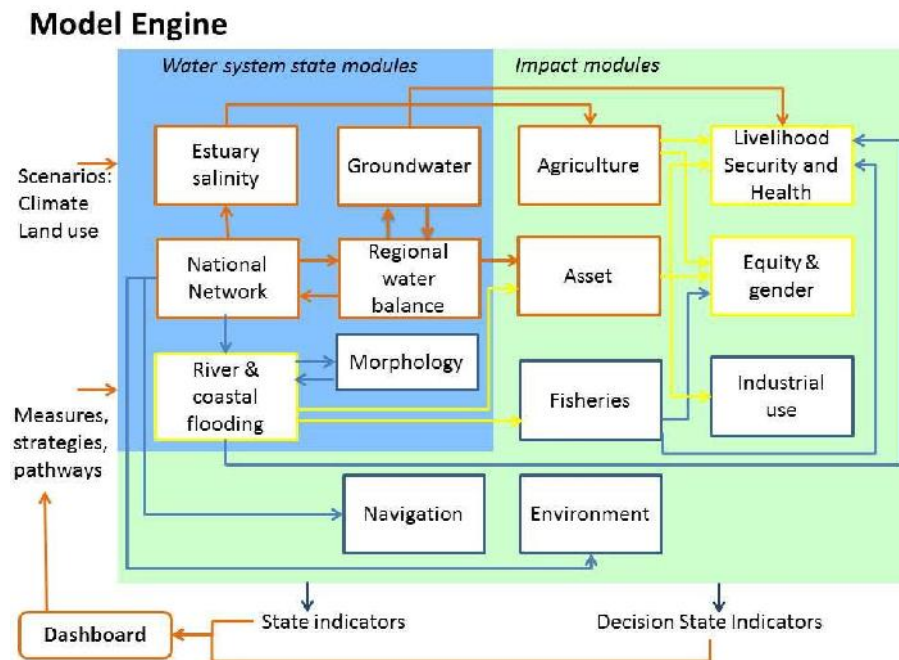 Model Engine
Water system state modules
Impact modules
Scenarios:
Climate
Land use
Estuary
salinity
Groundwater
Agriculture
Livelihood
Security and
Health
National
Network
Regional
water
balance
Asset
Equity &
gender
River &
coastal
flooding
Morphology
Fisheries
Industrial
use
Measures,
strategies,
pathways
Navigation
Environment
Dashboard
State indicators
Decision State Indicators